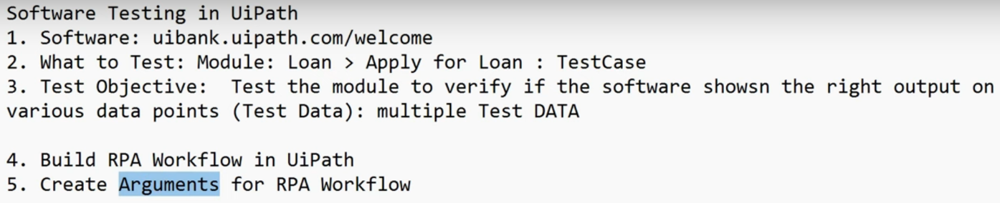 Software Testing in UiPath
1. Software: uibank.uipath.com/welcome
2. What to Test: Module: Loan > Apply for Loan : TestCase
3. Test Objective:  Test the module to verify if the software showsn the right output on
various data points (Test Data): multiple Test DATA
4. Build RPA Workflow in UiPath
5. Create Arguments for RPA Workflow